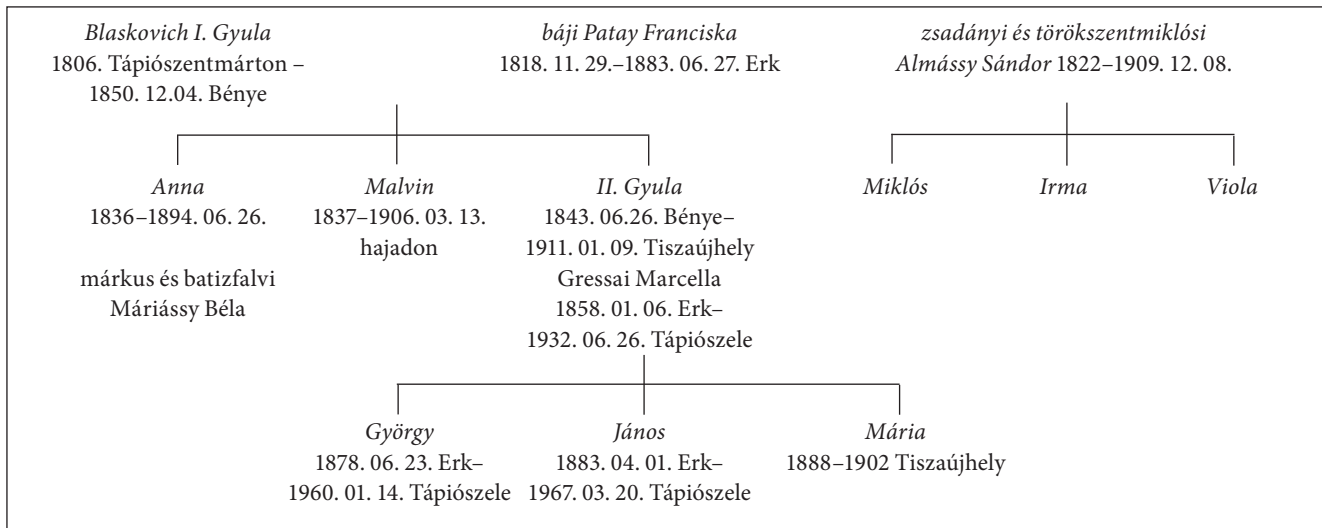 Blaskovich I. Gyula
1806. Tápiószentmárton –
1850. 12.04. Bénye
báji Patay Franciska
1818. 11. 29.–1883. 06. 27. Erk
zsadányi és törökszentmiklósi
Almássy Sándor 1822–1909. 12. 08.
Anna
1836–1894. 06. 26.
márkus és batizfalvi
Máriássy Béla
Malvin
1837–1906. 03. 13.
hajadon
II. Gyula
1843. 06.26. Bénye–
1911. 01. 09. Tiszaújhely
Gressai Marcella
1858. 01. 06. Erk–
1932. 06. 26. Tápiószele
Miklós
Irma
Viola
György
1878. 06. 23. Erk–
1960. 01. 14. Tápiószele
János
1883. 04. 01. Erk–
1967. 03. 20. Tápiószele
Mária
1888–1902 Tiszaújhely